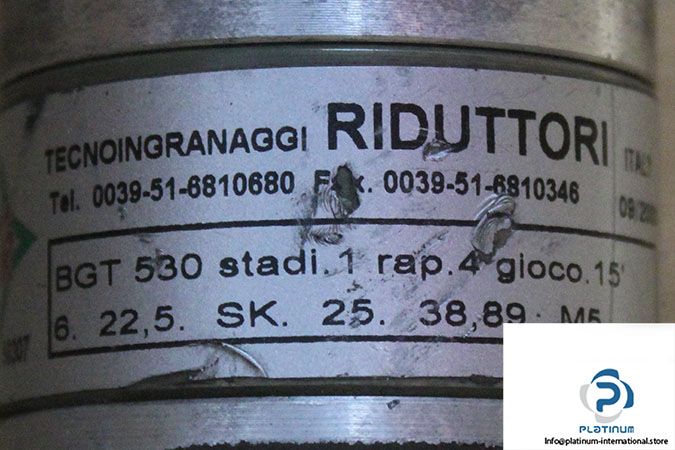 TECNOINGRANAGGI RIDUTTORI ITALY
Tel. 0039-51-6810680 Fax. 0039-51-6810346
BGT 530 stadi.1 rap.4 gioco.15'
6. 22,5. SK. 25. 38,89. M5
PLATINUM
Info@platinum-international.store